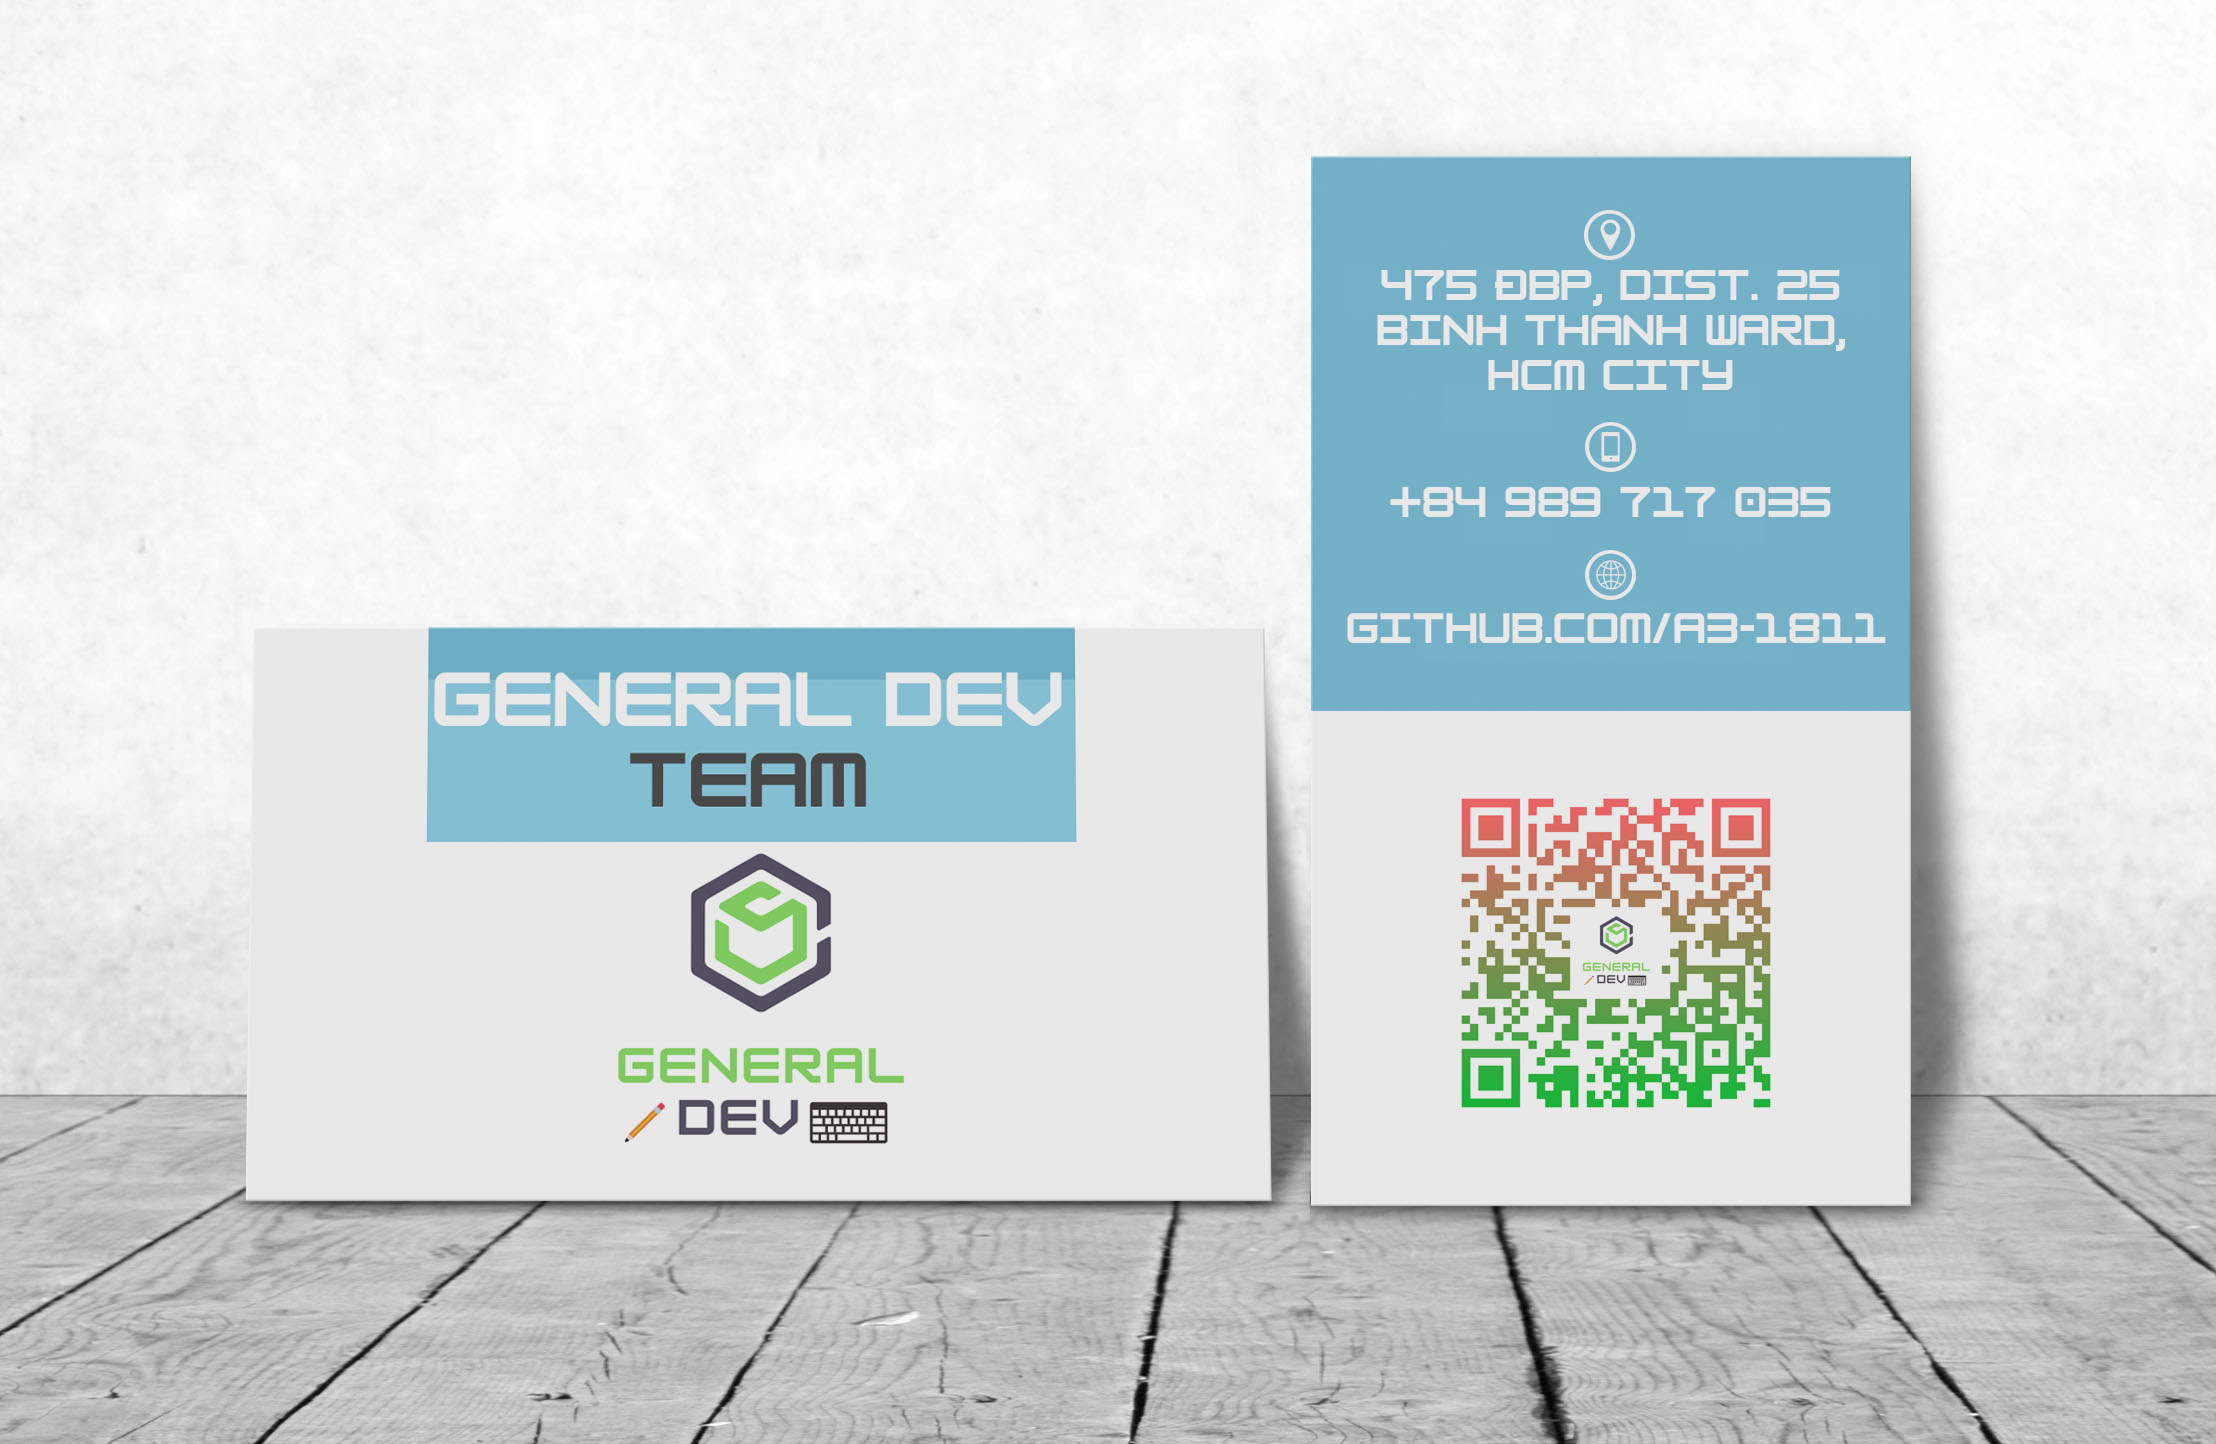 GENERAL DEV
TEAM
GENERAL
DEV
475 ĐBP, DIST. 25
BINH THANH WARD,
HCM CITY
+84 989 717 035
GITHUB.COM/A3-1811
GENERAL
DEV